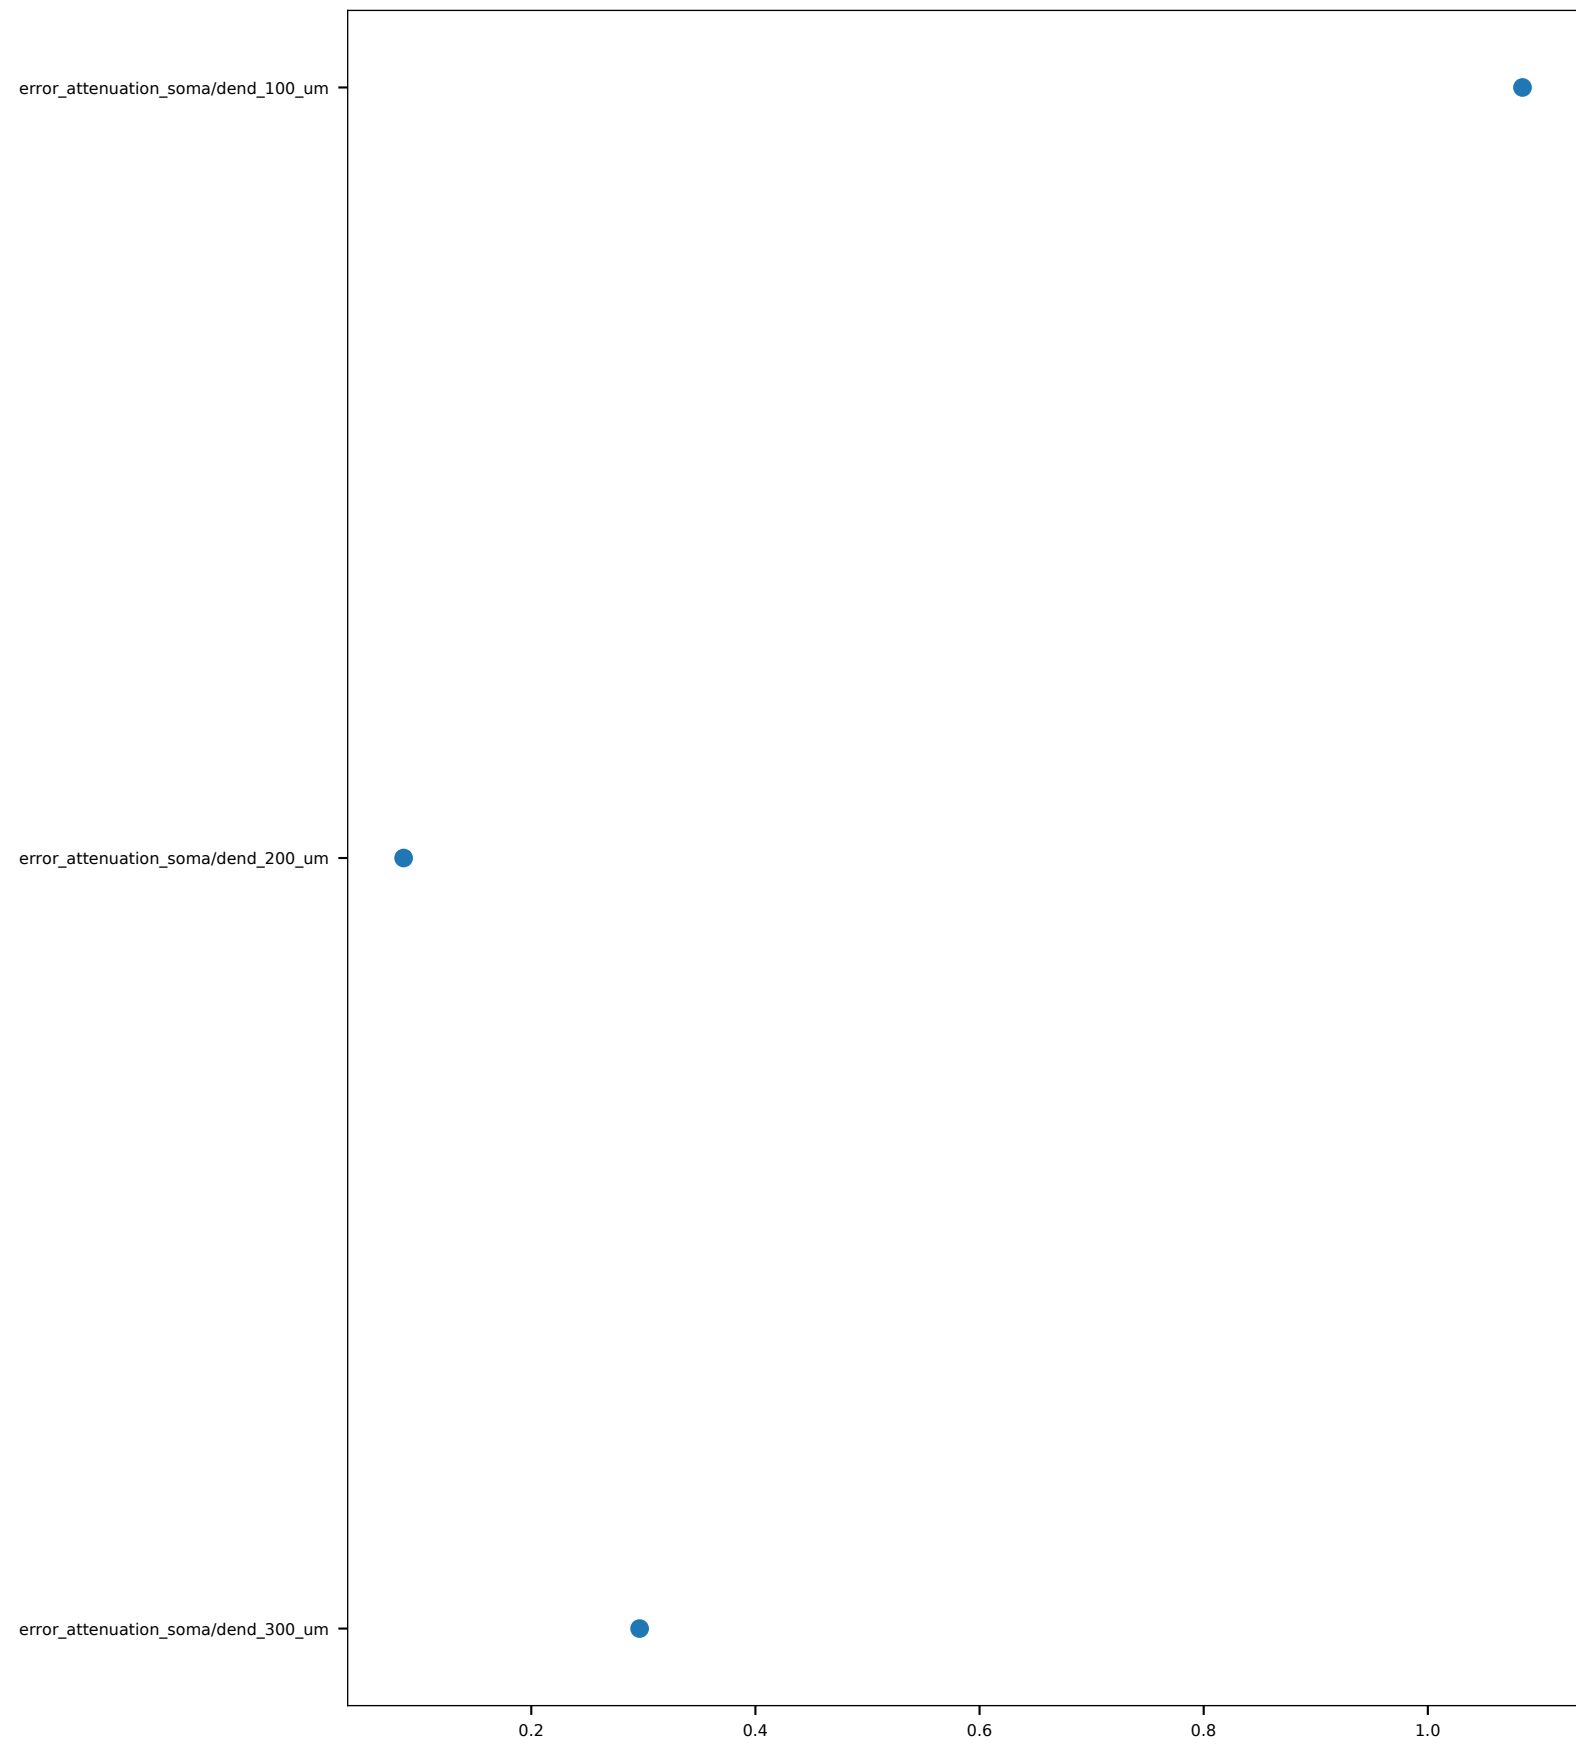 error_attenuation_soma/dend_100_um
error_attenuation_soma/dend_200_um
error_attenuation_soma/dend_300_um
0.2 0.4 0.6 0.8 1.0